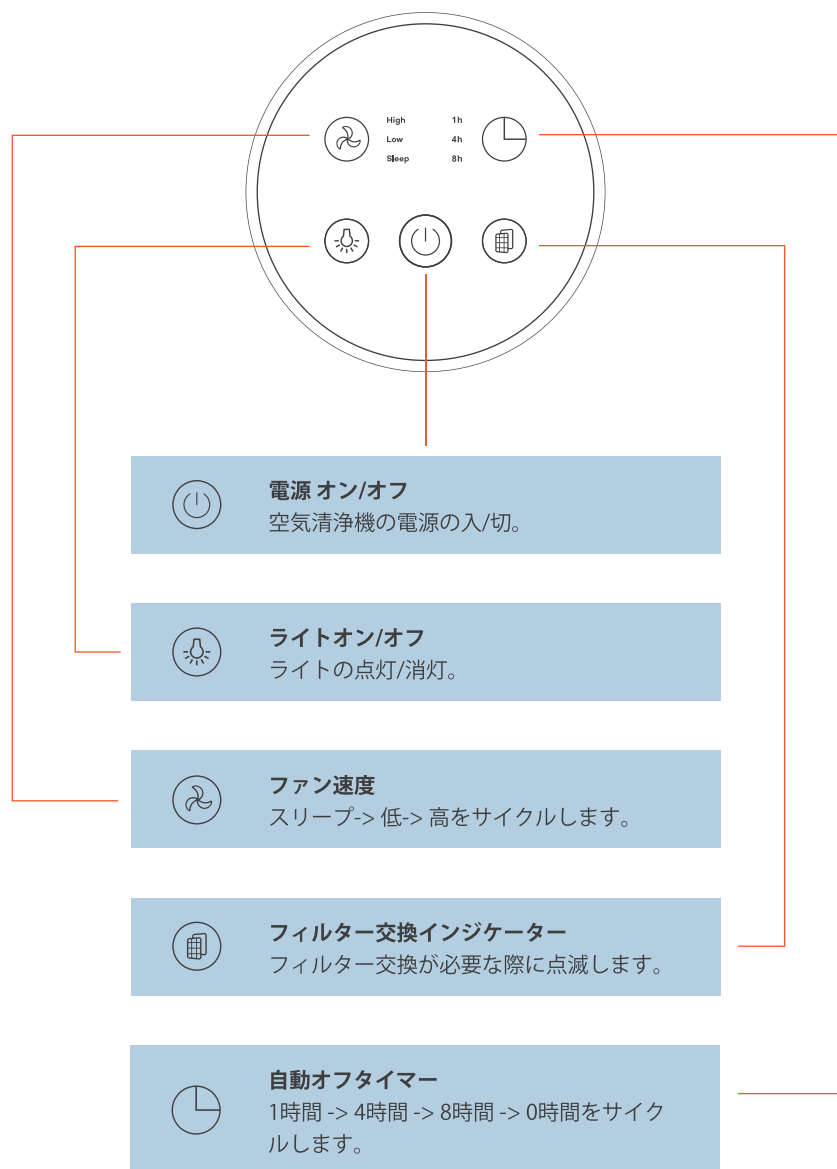 High 1h
Low 4h
Sleep 8h
電源 オン/オフ
空気清浄機の電源の入/切。
ライトオン/オフ
ライトの点灯/消灯。
ファン速度
スリープ-> 低-> 高をサイクルします。
フィルター交換インジケーター
フィルター交換が必要な際に点滅します。
自動オフタイマー
1時間 -> 4時間 -> 8時間 -> 0時間をサイク
ルします。